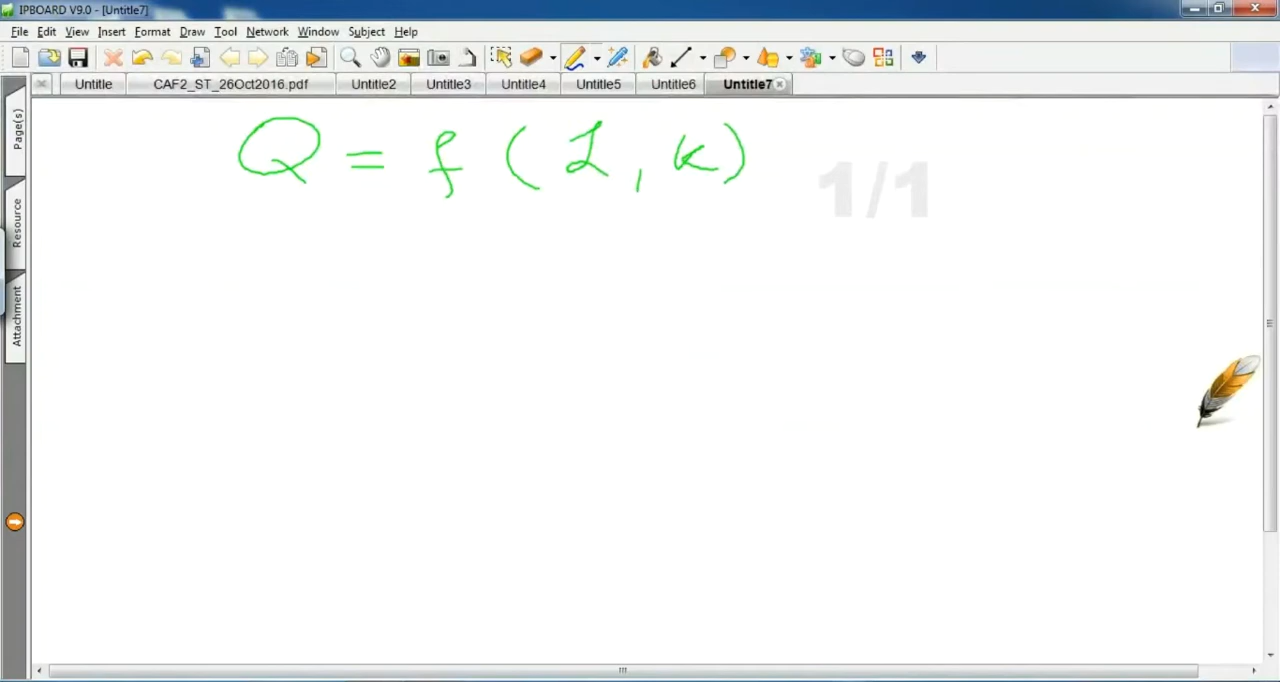 IPBOARD V9.0 - [Untitle7]
File Edit View Insert Format Draw Tool Network Window Subject Help
Untitle CAF2_ST_26Oct2016.pdf Untitle2 Untitle3 Untitle4 Untitle5 Untitle6 Untitle7
Page(s)
Resource
Attachment
Q = f (L, K)
1/1